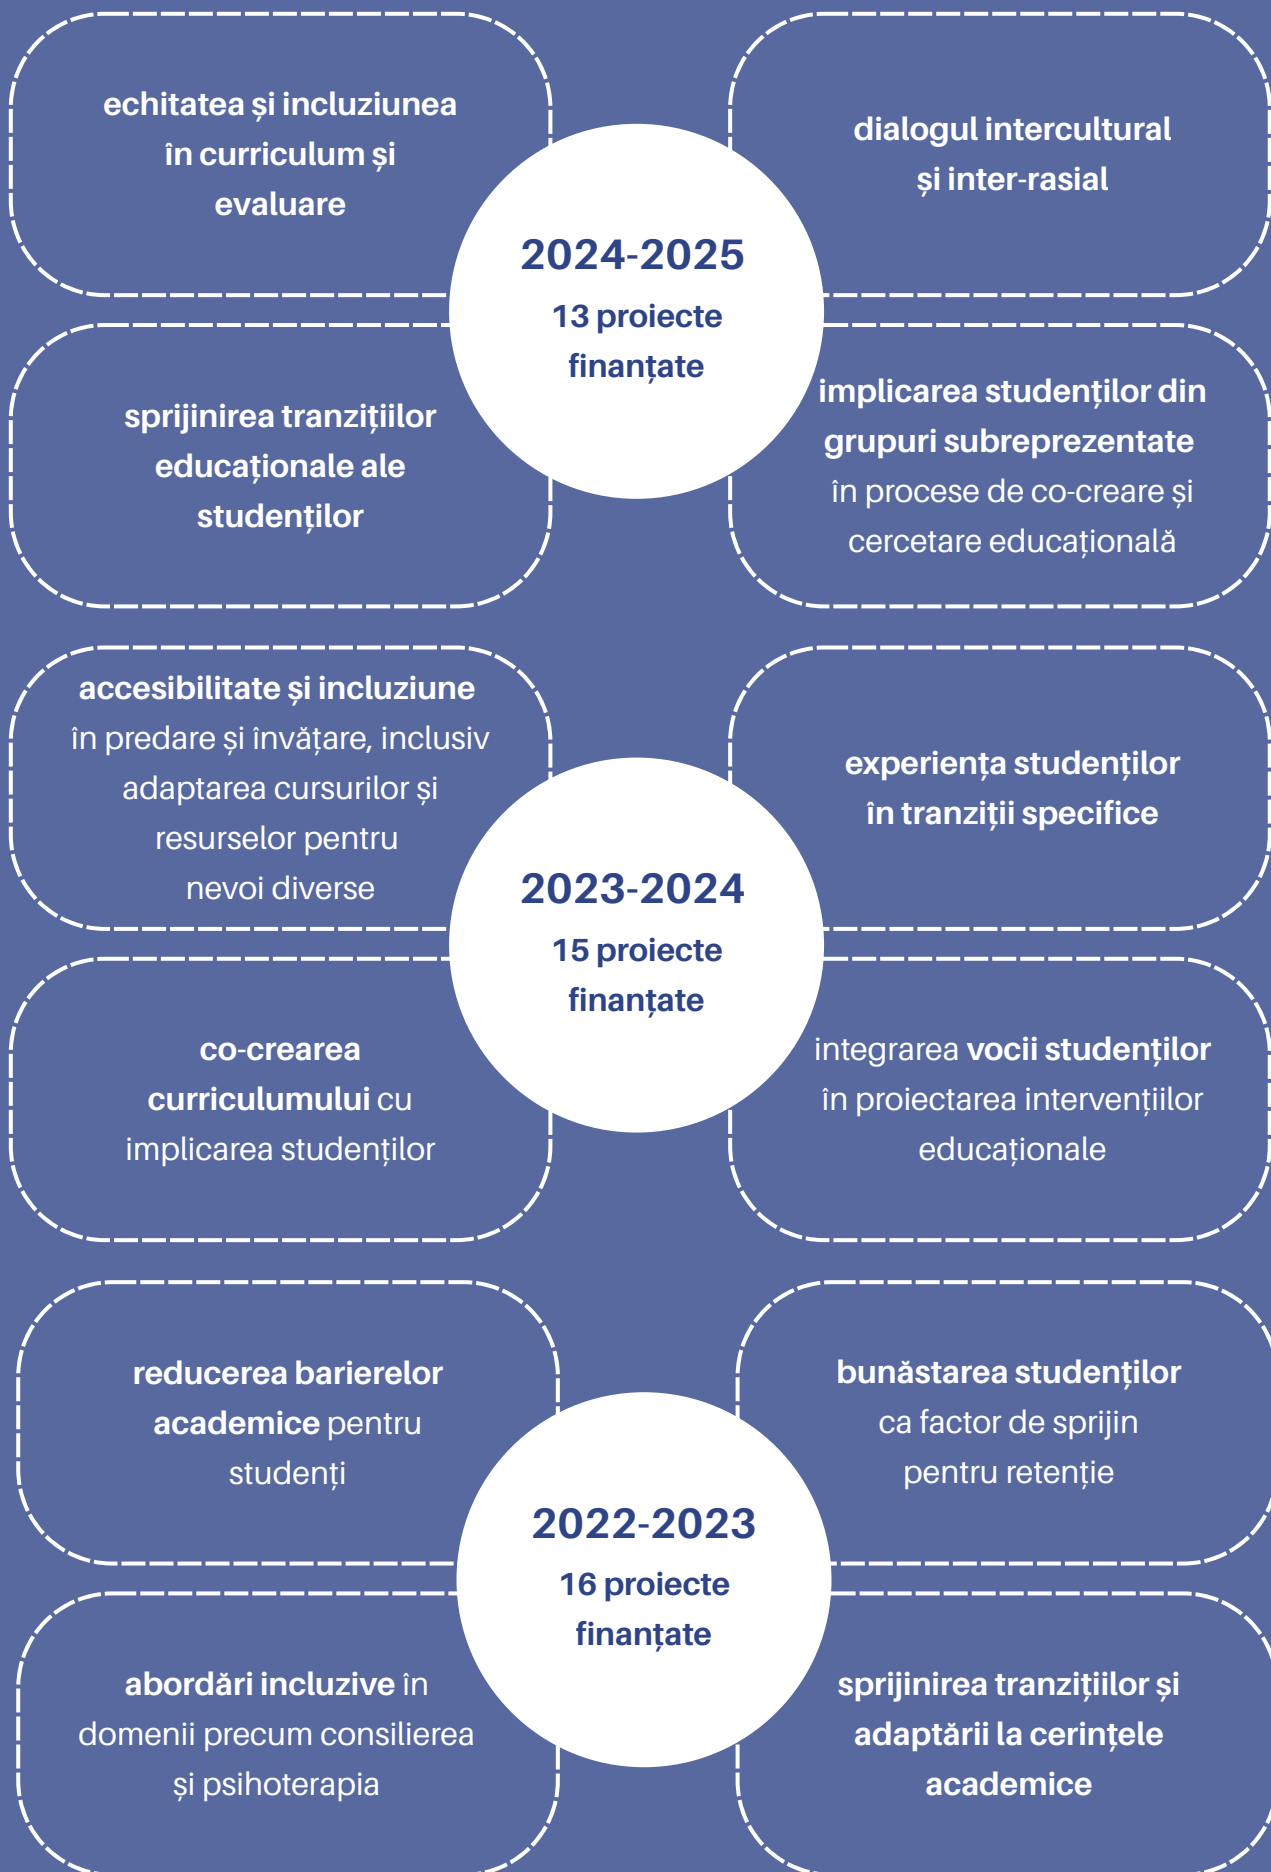 echitatea și incluziunea
în curriculum și
evaluare
dialogul intercultural
și inter-rasial
2024-2025
13 proiecte
finanțate
sprijinirea tranzițiilor
educaționale ale
studenților
implicarea studenților din
grupuri subreprezentate
în procese de co-creare și
cercetare educațională
accesibilitate și incluziune
în predare și învățare, inclusiv
adaptarea cursurilor și
resurselor pentru
nevoi diverse
experiența studenților
în tranziții specifice
2023-2024
15 proiecte
finanțate
co-crearea
curriculumului cu
implicarea studenților
integrarea vocii studenților
în proiectarea intervențiilor
educaționale
reducerea barierelor
academice pentru
studenți
bunăstarea studenților
ca factor de sprijin
pentru retenție
2022-2023
16 proiecte
finanțate
abordări incluzive în
domenii precum consilierea
și psihoterapia
sprijinirea tranzițiilor și
adaptării la cerințele
academice